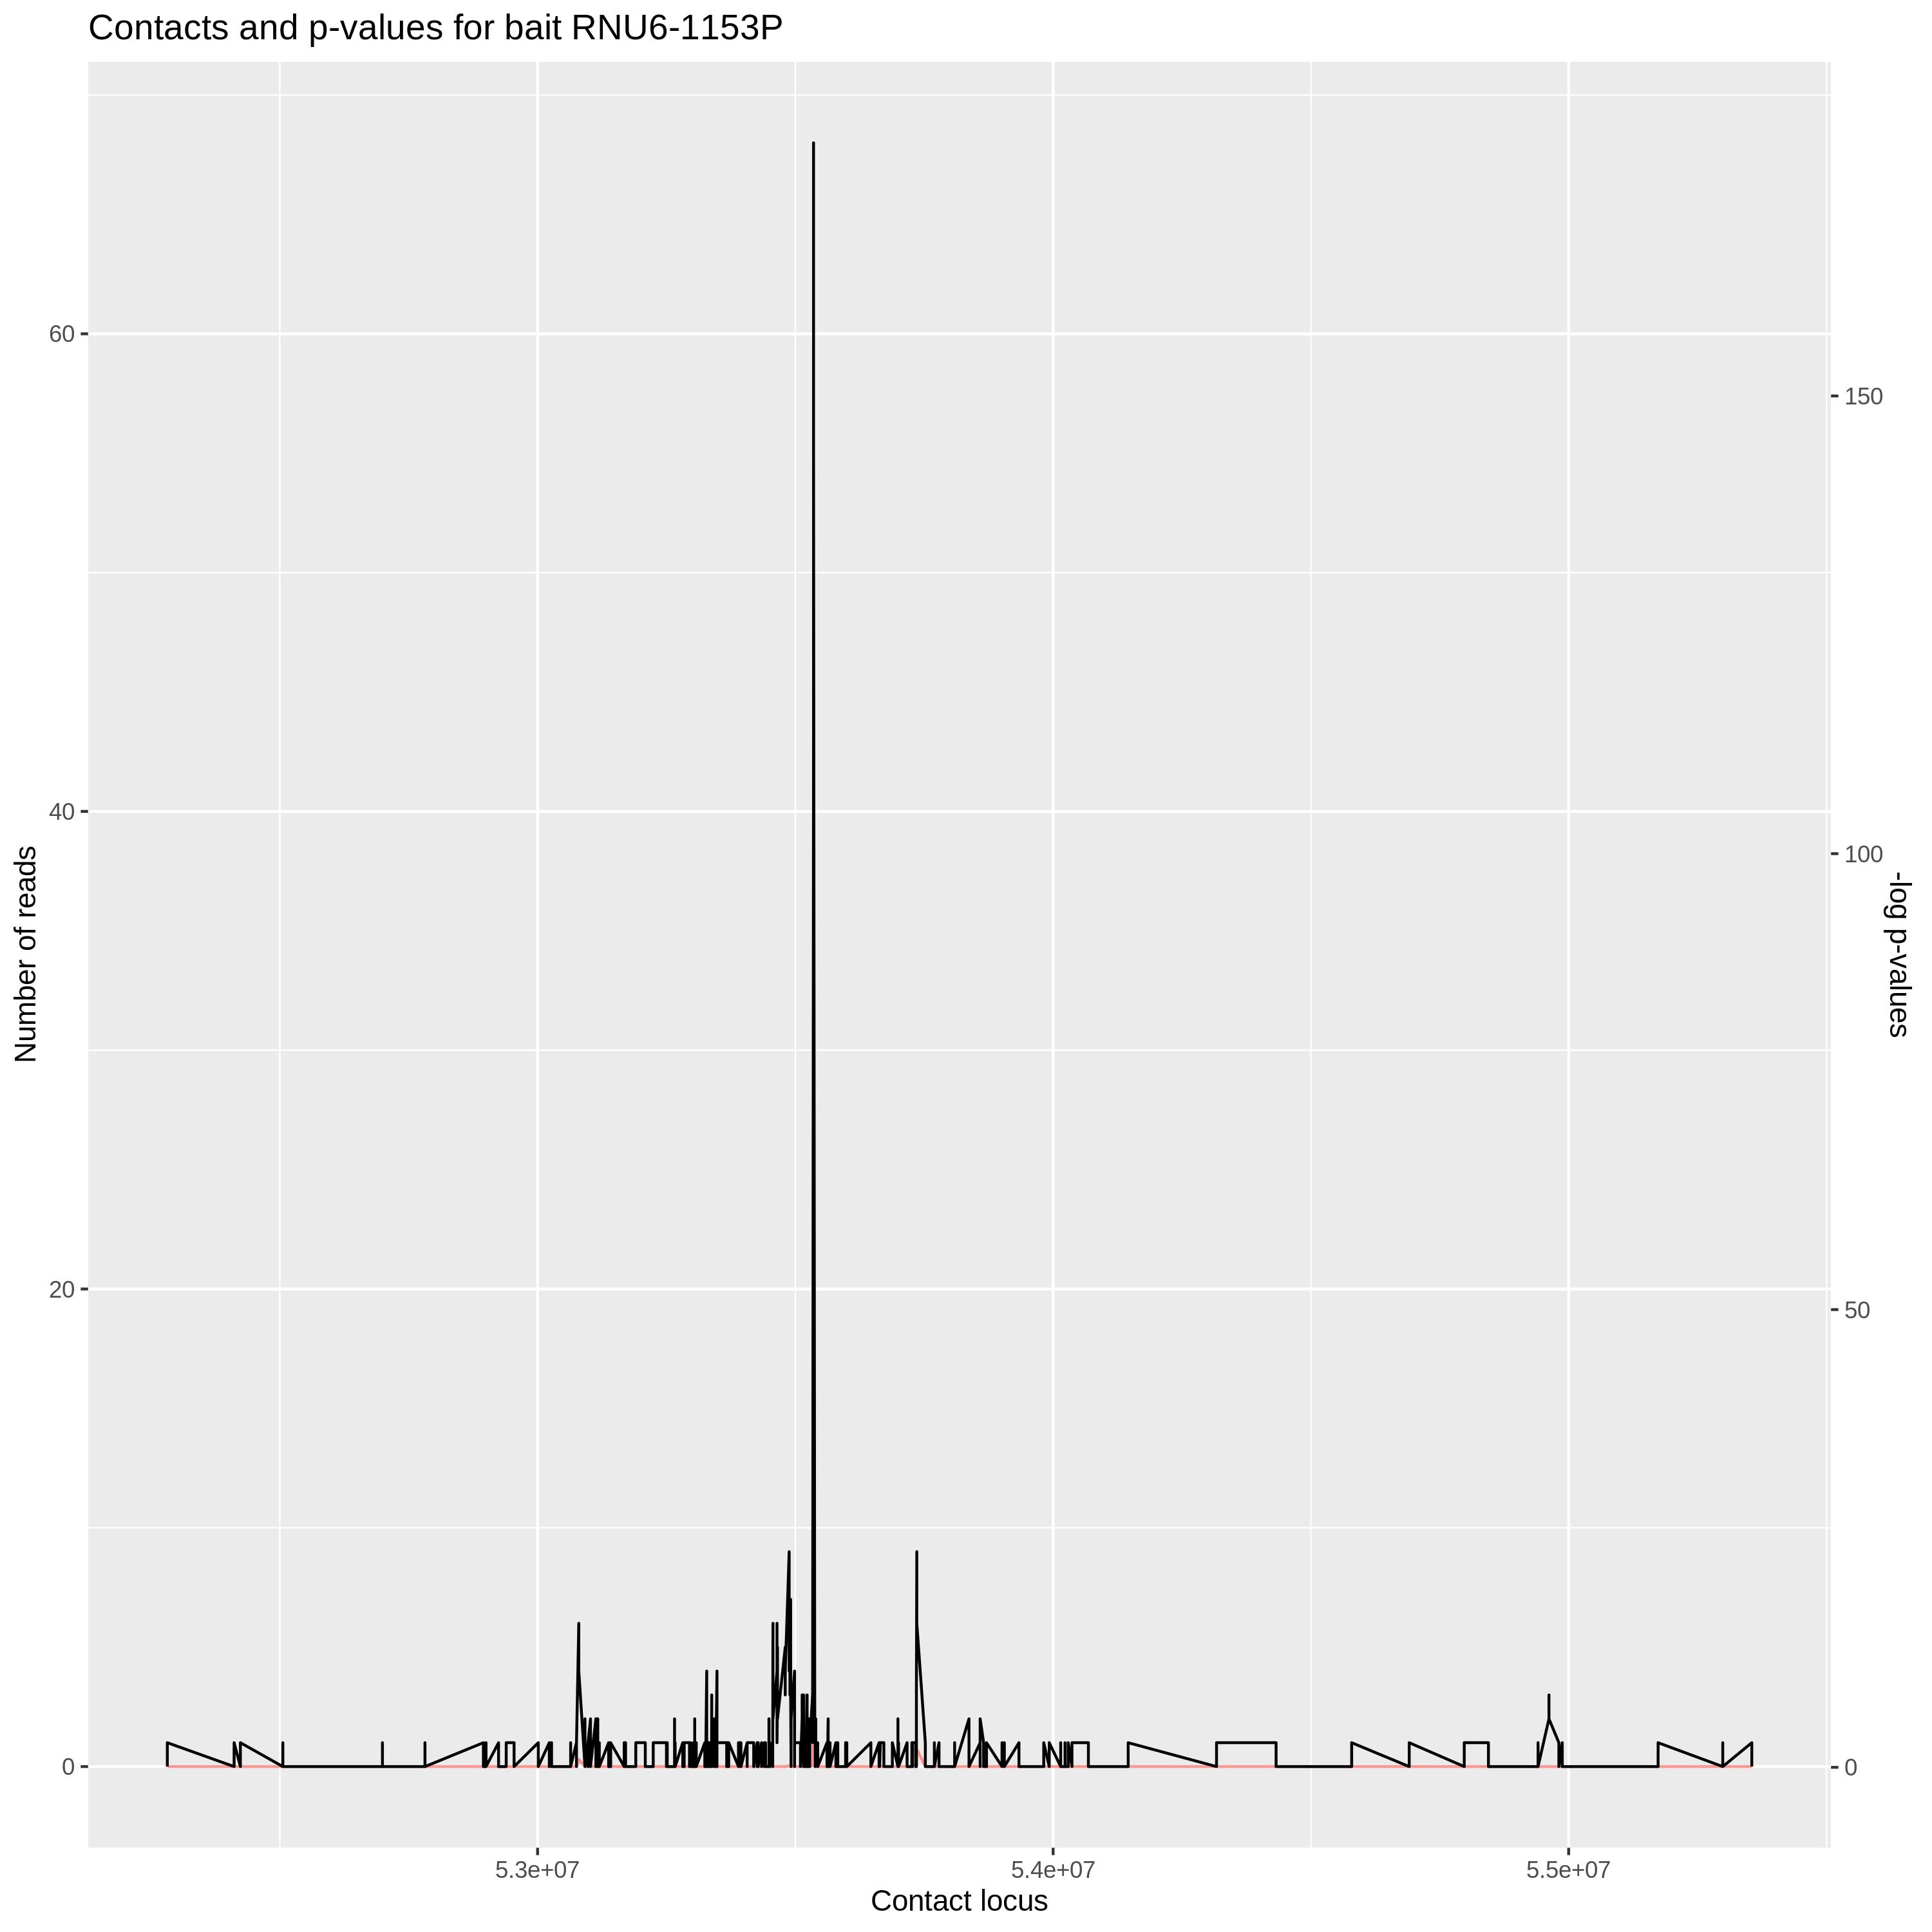 Contacts and p-values for bait RNU6-1153P
60
40
20
0
150
100
50
0
Number of reads
-log p-values
5.3e+07
5.4e+07
5.5e+07
Contact locus